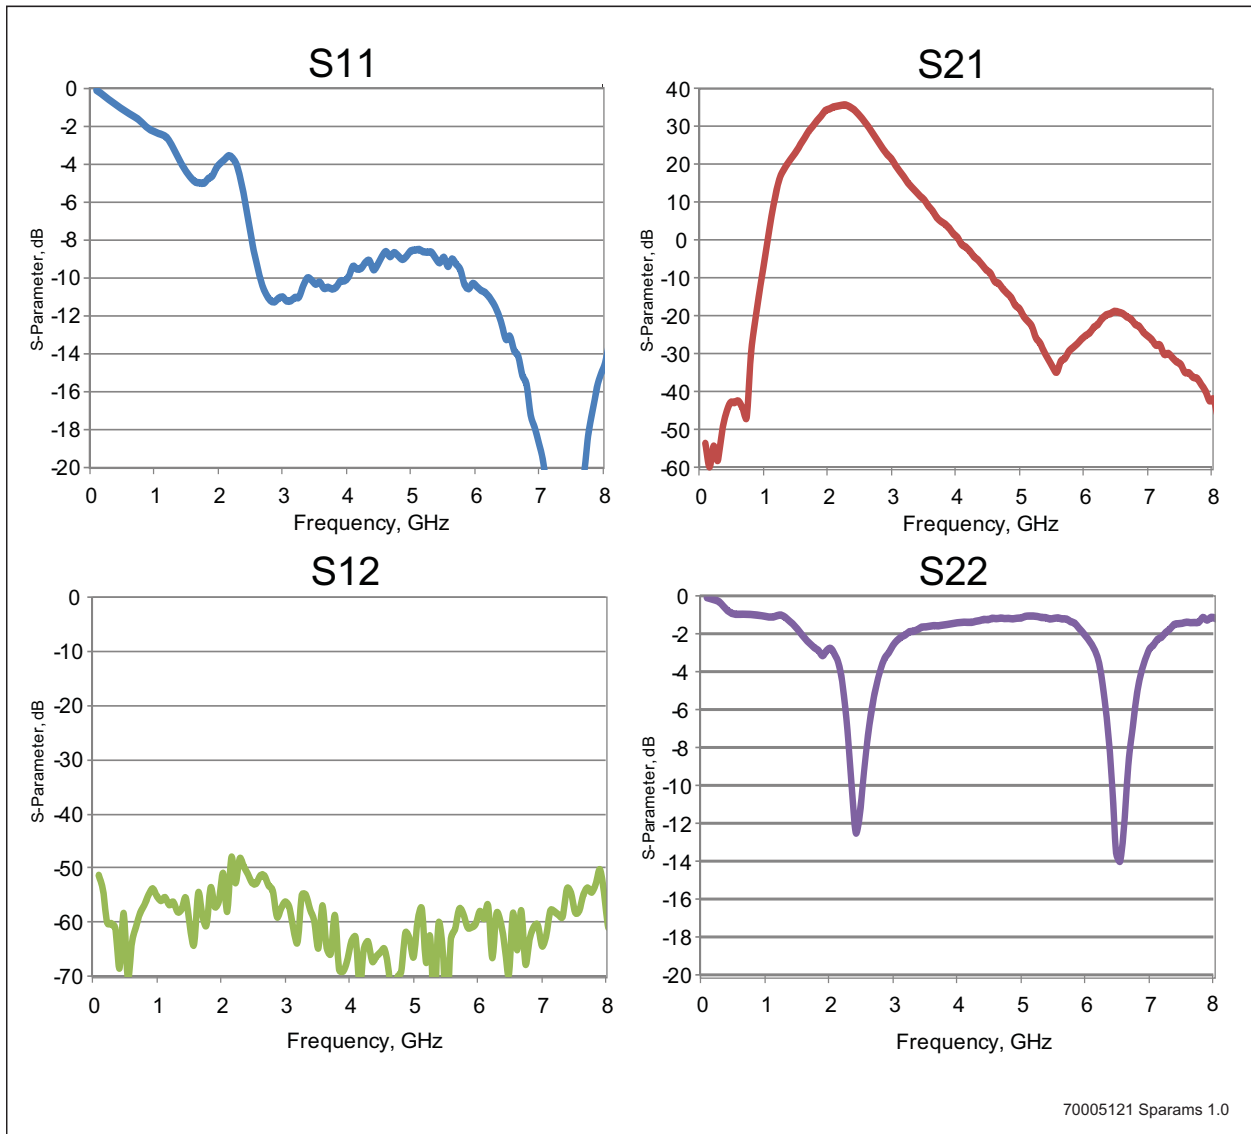 S11
S-Parameter, dB
0
-2
-4
-6
-8
-10
-12
-14
-16
-18
-20
0 1 2 3 4 5 6 7 8
Frequency, GHz
S21
S-Parameter, dB
40
30
20
10
0
-10
-20
-30
-40
-50
-60
0 1 2 3 4 5 6 7 8
Frequency, GHz
S12
S-Parameter, dB
0
-10
-20
-30
-40
-50
-60
-70
0 1 2 3 4 5 6 7 8
Frequency, GHz
S22
S-Parameter, dB
0
-2
-4
-6
-8
-10
-12
-14
-16
-18
-20
0 1 2 3 4 5 6 7 8
Frequency, GHz
70005121 Sparams 1.0